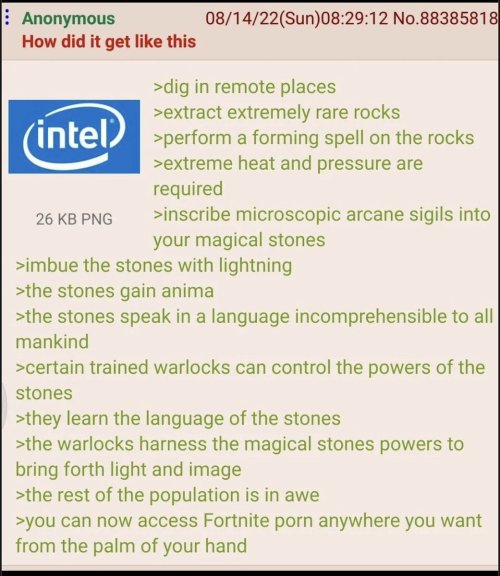 Anonymous 08/14/22(Sun)08:29:12 No.88385818
How did it get like this
intel
26 KB PNG
>dig in remote places
>extract extremely rare rocks
>perform a forming spell on the rocks
>extreme heat and pressure are
required
>inscribe microscopic arcane sigils into
your magical stones
>imbue the stones with lightning
>the stones gain anima
>the stones speak in a language incomprehensible to all
mankind
>certain trained warlocks can control the powers of the
stones
>they learn the language of the stones
>the warlocks harness the magical stones powers to
bring forth light and image
>the rest of the population is in awe
>you can now access Fortnite porn anywhere you want
from the palm of your hand